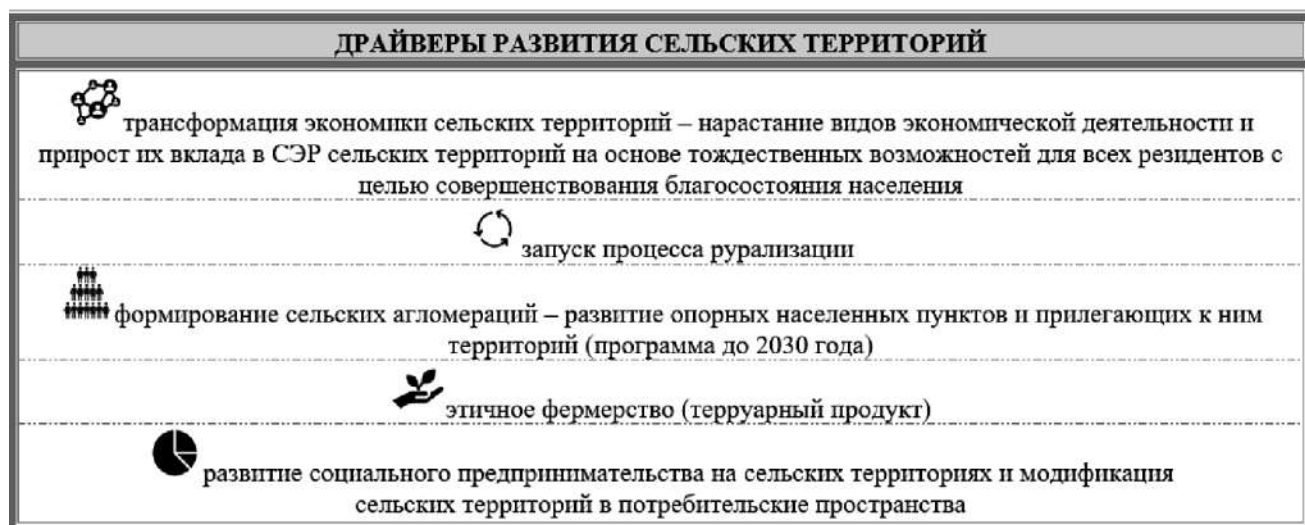 ДРАЙВЕРЫ РАЗВИТИЯ СЕЛЬСКИХ ТЕРРИТОРИЙ
трансформация экономики сельских территорий – нарастание видов экономической деятельности и
прирост их вклада в СЭР сельских территорий на основе тождественных возможностей для всех резидентов с
целью совершенствования благосостояния населения
запуск процесса рурализации
формирование сельских агломераций – развитие опорных населенных пунктов и прилегающих к ним
территорий (программа до 2030 года)
этичное фермерство (терруарный продукт)
развитие социального предпринимательства на сельских территориях и модификация
сельских территорий в потребительские пространства